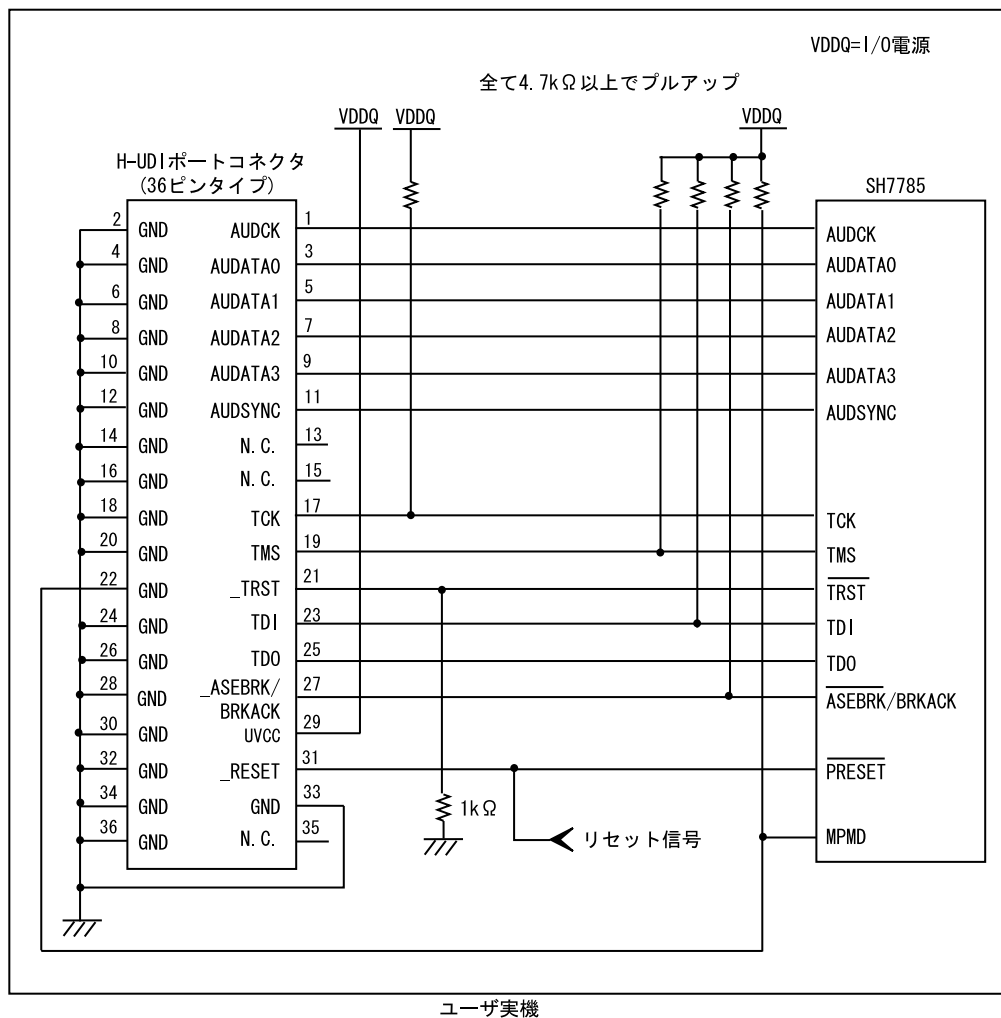 VDDQ=I/O電源
全て4.7kΩ以上でプルアップ
VDDQ VDDQ VDDQ
H-UDIポートコネクタ
(36ピンタイプ)
SH7785
2 GND AUDCK 1 AUDCK
4 GND AUDATA0 3 AUDATA0
6 GND AUDATA1 5 AUDATA1
8 GND AUDATA2 7 AUDATA2
10 GND AUDATA3 9 AUDATA3
12 GND AUDSYNC 11 AUDSYNC
14 GND N.C. 13
16 GND N.C. 15
18 GND TCK 17 TCK
20 GND TMS 19 TMS
22 GND _TRST 21 TRST
24 GND TDI 23 TDI
26 GND TDO 25 TDO
28 GND _ASEBRK/ 27 ASEBRK/BRKACK
BRKACK
30 GND UVCC 29
32 GND _RESET 31 PRESET
34 GND GND 33
1kΩ
36 GND N.C. 35
リセット信号
MPMD
ユーザ実機